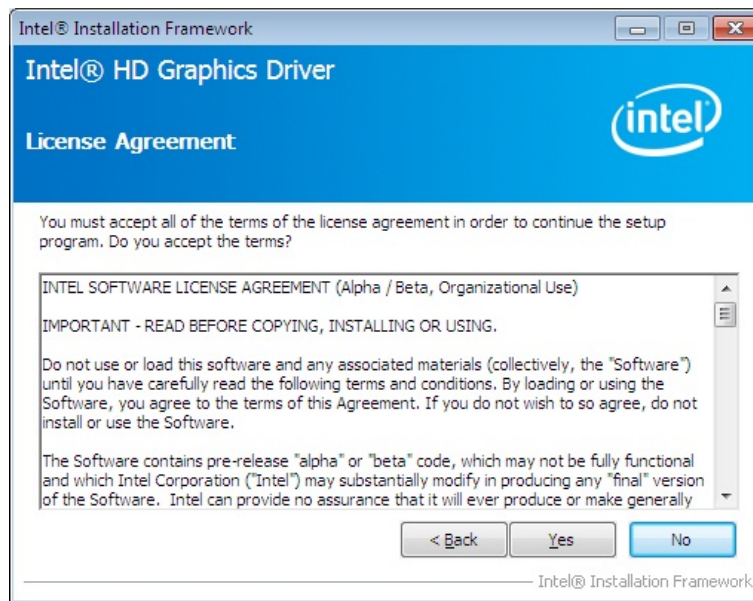 Intel® Installation Framework
Intel® HD Graphics Driver
intel
License Agreement
You must accept all of the terms of the license agreement in order to continue the setup
program. Do you accept the terms?
INTEL SOFTWARE LICENSE AGREEMENT (Alpha / Beta, Organizational Use)
IMPORTANT - READ BEFORE COPYING, INSTALLING OR USING.
Do not use or load this software and any associated materials (collectively, the "Software")
until you have carefully read the following terms and conditions. By loading or using the
Software, you agree to the terms of this Agreement. If you do not wish to so agree, do not
install or use the Software.
The Software contains pre-release "alpha" or "beta" code, which may not be fully functional
and which Intel Corporation ("Intel") may substantially modify in producing any "final" version
of the Software.  Intel can provide no assurance that it will ever produce or make generally
< Back Yes No
Intel® Installation Framework